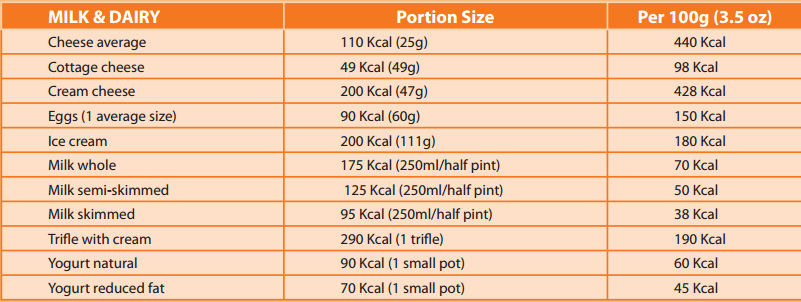 MILK & DAIRY Portion Size Per 100g (3.5 oz)
Cheese average 110 Kcal (25g) 440 Kcal
Cottage cheese 49 Kcal (49g) 98 Kcal
Cream cheese 200 Kcal (47g) 428 Kcal
Eggs (1 average size) 90 Kcal (60g) 150 Kcal
Ice cream 200 Kcal (111g) 180 Kcal
Milk whole 175 Kcal (250ml/half pint) 70 Kcal
Milk semi-skimmed 125 Kcal (250ml/half pint) 50 Kcal
Milk skimmed 95 Kcal (250ml/half pint) 38 Kcal
Trifle with cream 290 Kcal (1 trifle) 190 Kcal
Yogurt natural 90 Kcal (1 small pot) 60 Kcal
Yogurt reduced fat 70 Kcal (1 small pot) 45 Kcal